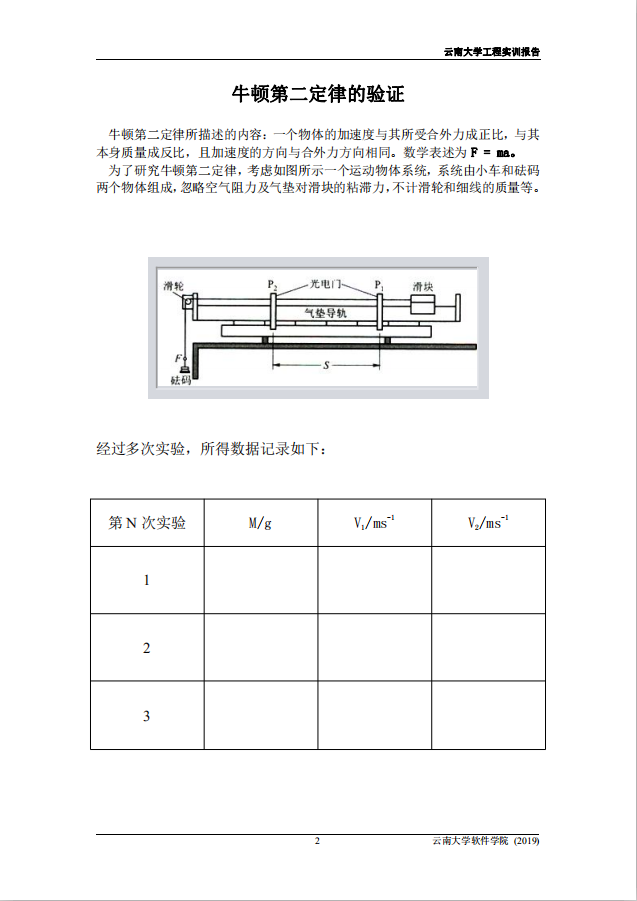 云南大学工程实训报告
牛顿第二定律的验证
牛顿第二定律所描述的内容：一个物体的加速度与其所受合外力成正比，与其
本身质量成反比，且加速度的方向与合外力方向相同。数学表述为 F = ma。
为了研究牛顿第二定律，考虑如图所示一个运动物体系统，系统由小车和砝码
两个物体组成，忽略空气阻力及气垫对滑块的粘滞力，不计滑轮和细线的质量等。
滑轮 P₂ 光电门 P₁ 滑块
气垫导轨
F
S
砝码
经过多次实验，所得数据记录如下：
第 N 次实验 M/g V₁/ms⁻¹ V₂/ms⁻¹
1
2
3
2 云南大学软件学院 (2019)